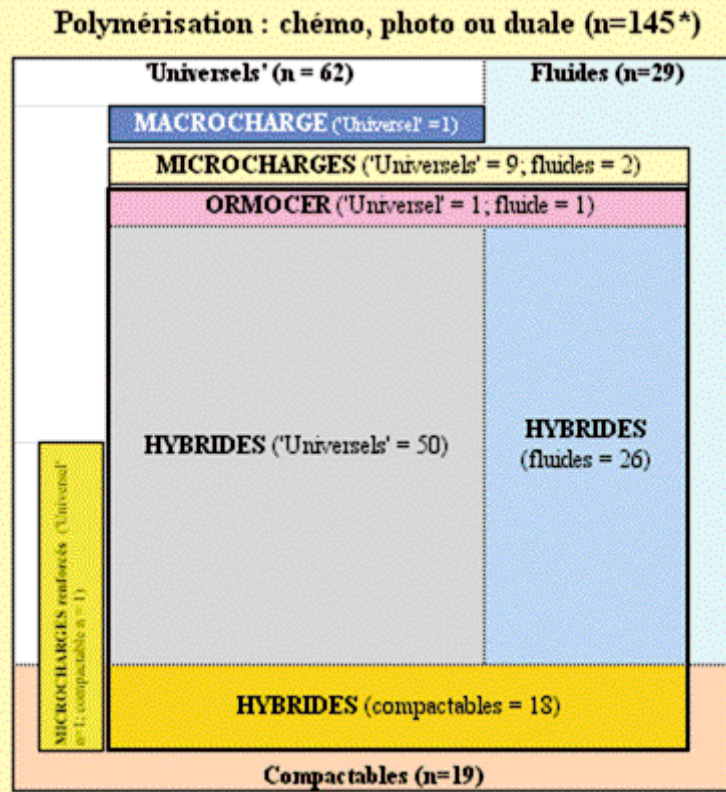 Polymérisation : chémo, photo ou duale (n=145*)
'Universels' (n = 62)
Fluides (n=29)
MACROCHARGE ('Universel' =1)
MICROCHARGES ('Universels' = 9; fluides = 2)
ORMOCER ('Universel' = 1; fluide = 1)
HYBRIDES ('Universels' = 50)
HYBRIDES
(fluides = 26)
MICROCHARGES renforcés ('Universel'
n=1; compactable n = 1)
HYBRIDES (compactables = 18)
Compactables (n=19)